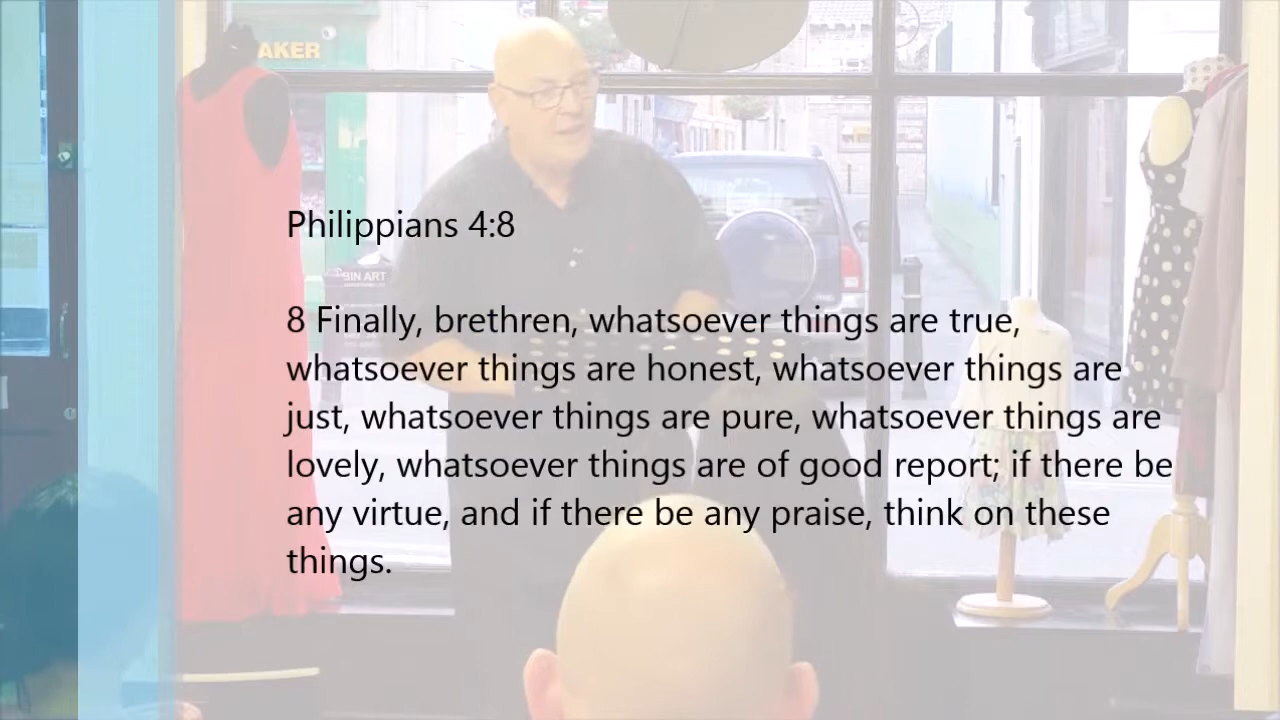 AKER
BIN ART
Philippians 4:8
8 Finally, brethren, whatsoever things are true,
whatsoever things are honest, whatsoever things are
just, whatsoever things are pure, whatsoever things are
lovely, whatsoever things are of good report; if there be
any virtue, and if there be any praise, think on these
things.